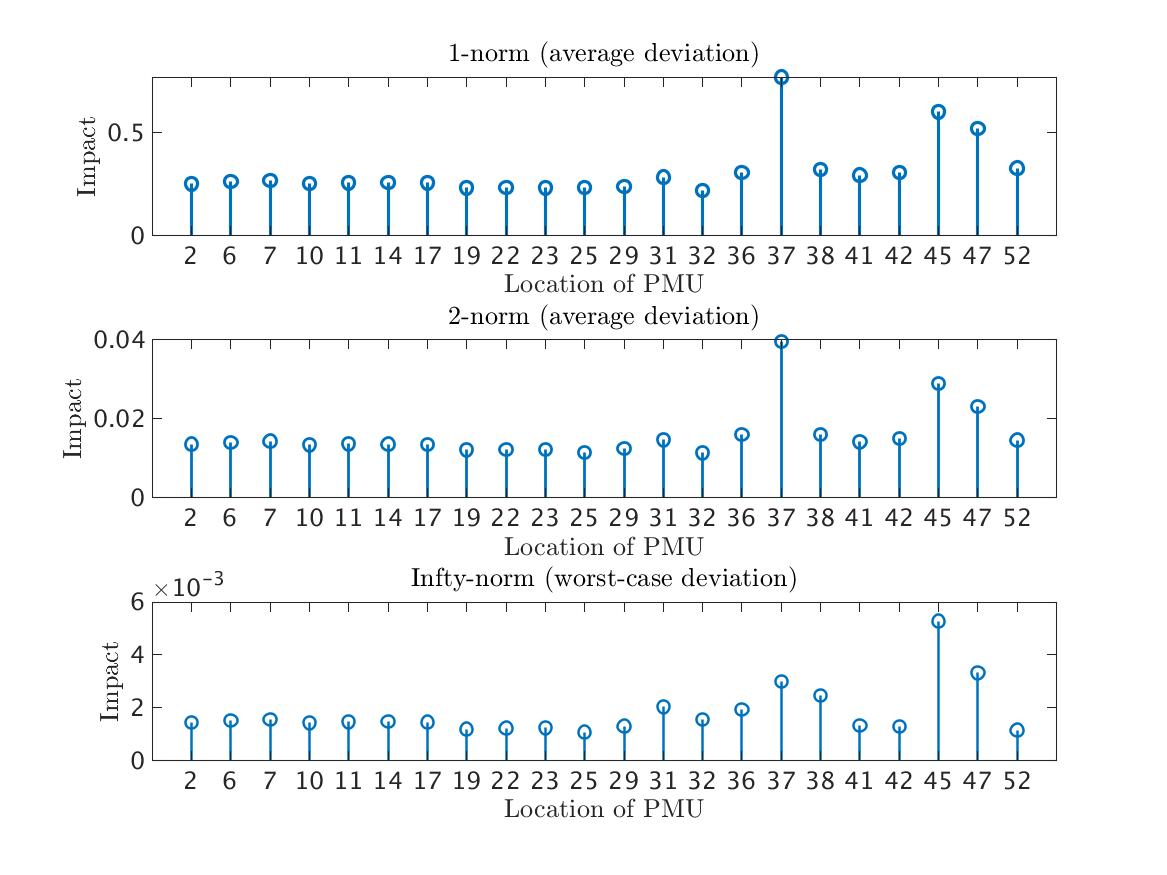 1-norm (average deviation)
Impact
0.5
0
2 6 7 10 11 14 17 19 22 23 25 29 31 32 36 37 38 41 42 45 47 52
Location of PMU
2-norm (average deviation)
Impact
0.04
0.02
0
2 6 7 10 11 14 17 19 22 23 25 29 31 32 36 37 38 41 42 45 47 52
Location of PMU
Infty-norm (worst-case deviation)
×10⁻³
Impact
6
4
2
0
2 6 7 10 11 14 17 19 22 23 25 29 31 32 36 37 38 41 42 45 47 52
Location of PMU